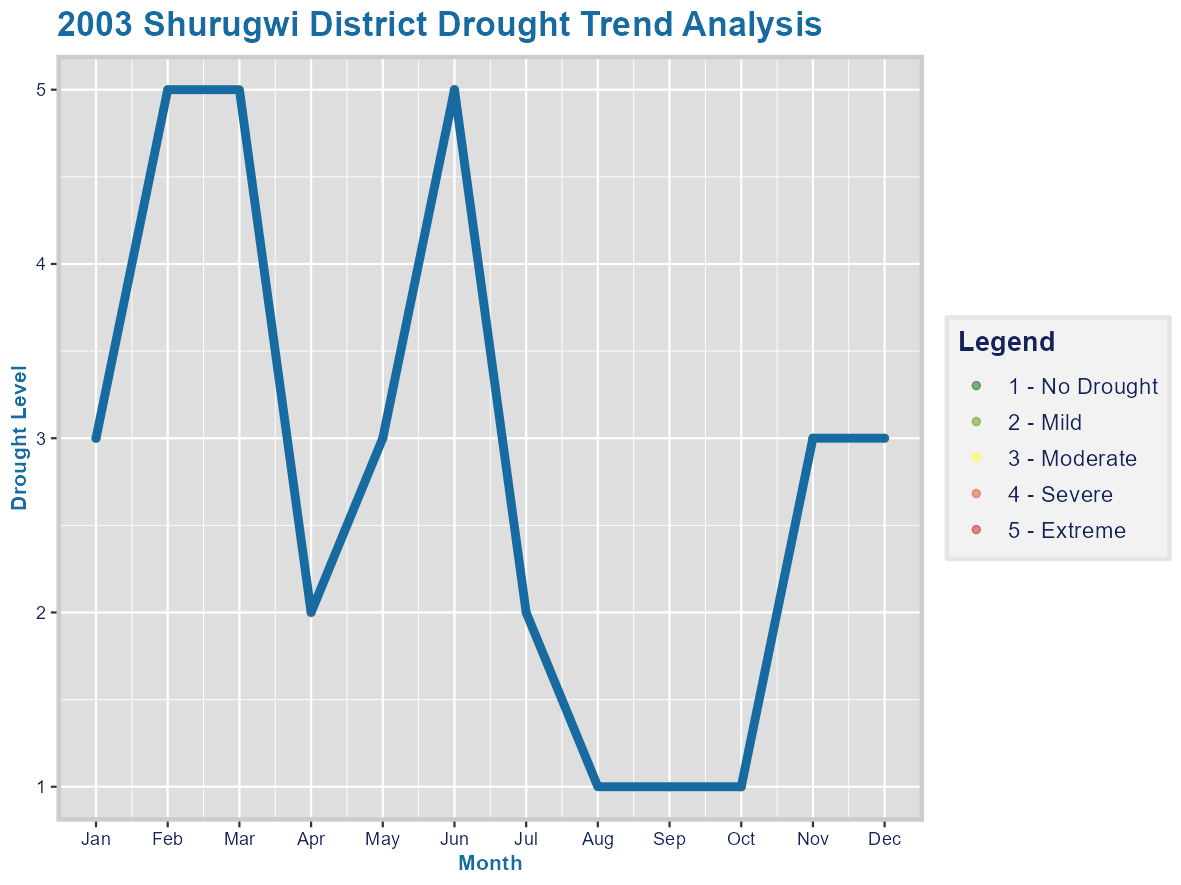 2003 Shurugwi District Drought Trend Analysis
Drought Level
5
4
3
2
1
Jan Feb Mar Apr May Jun Jul Aug Sep Oct Nov Dec
Month
Legend
1 - No Drought
2 - Mild
3 - Moderate
4 - Severe
5 - Extreme